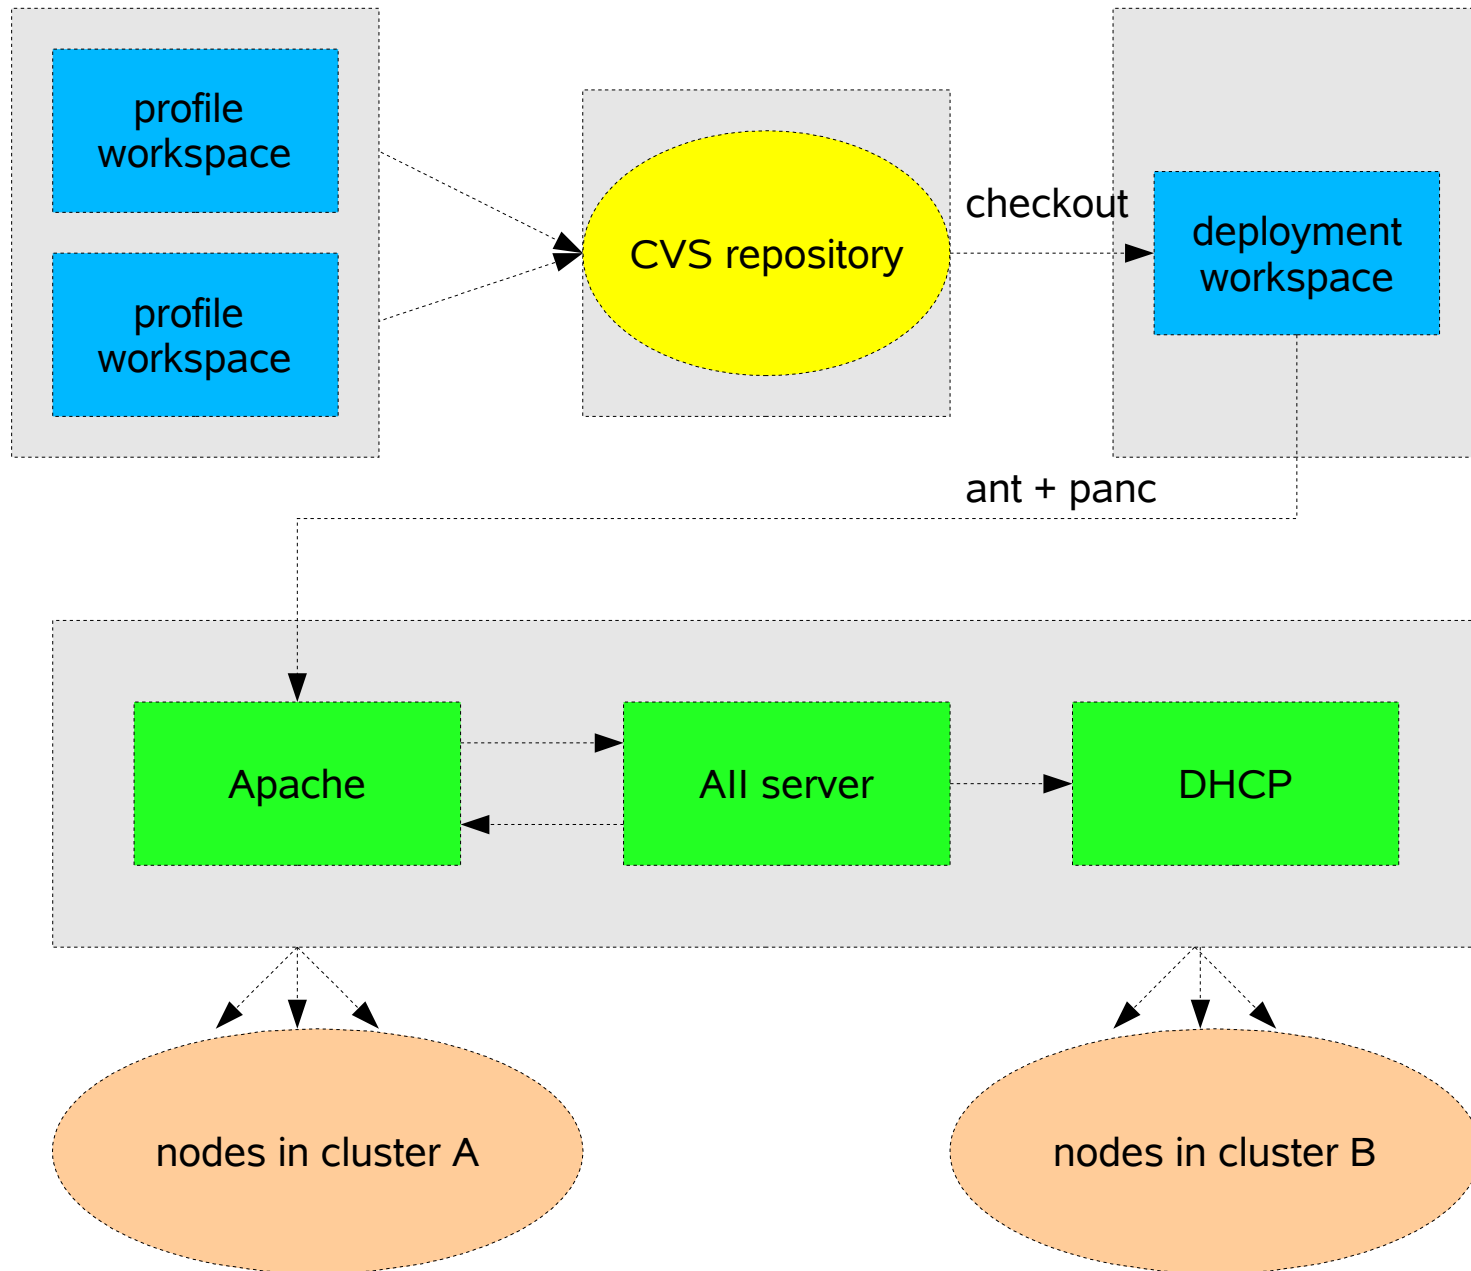 profile
workspace
profile
workspace
CVS repository
checkout
deployment
workspace
ant + panc
Apache
AII server
DHCP
nodes in cluster A
nodes in cluster B